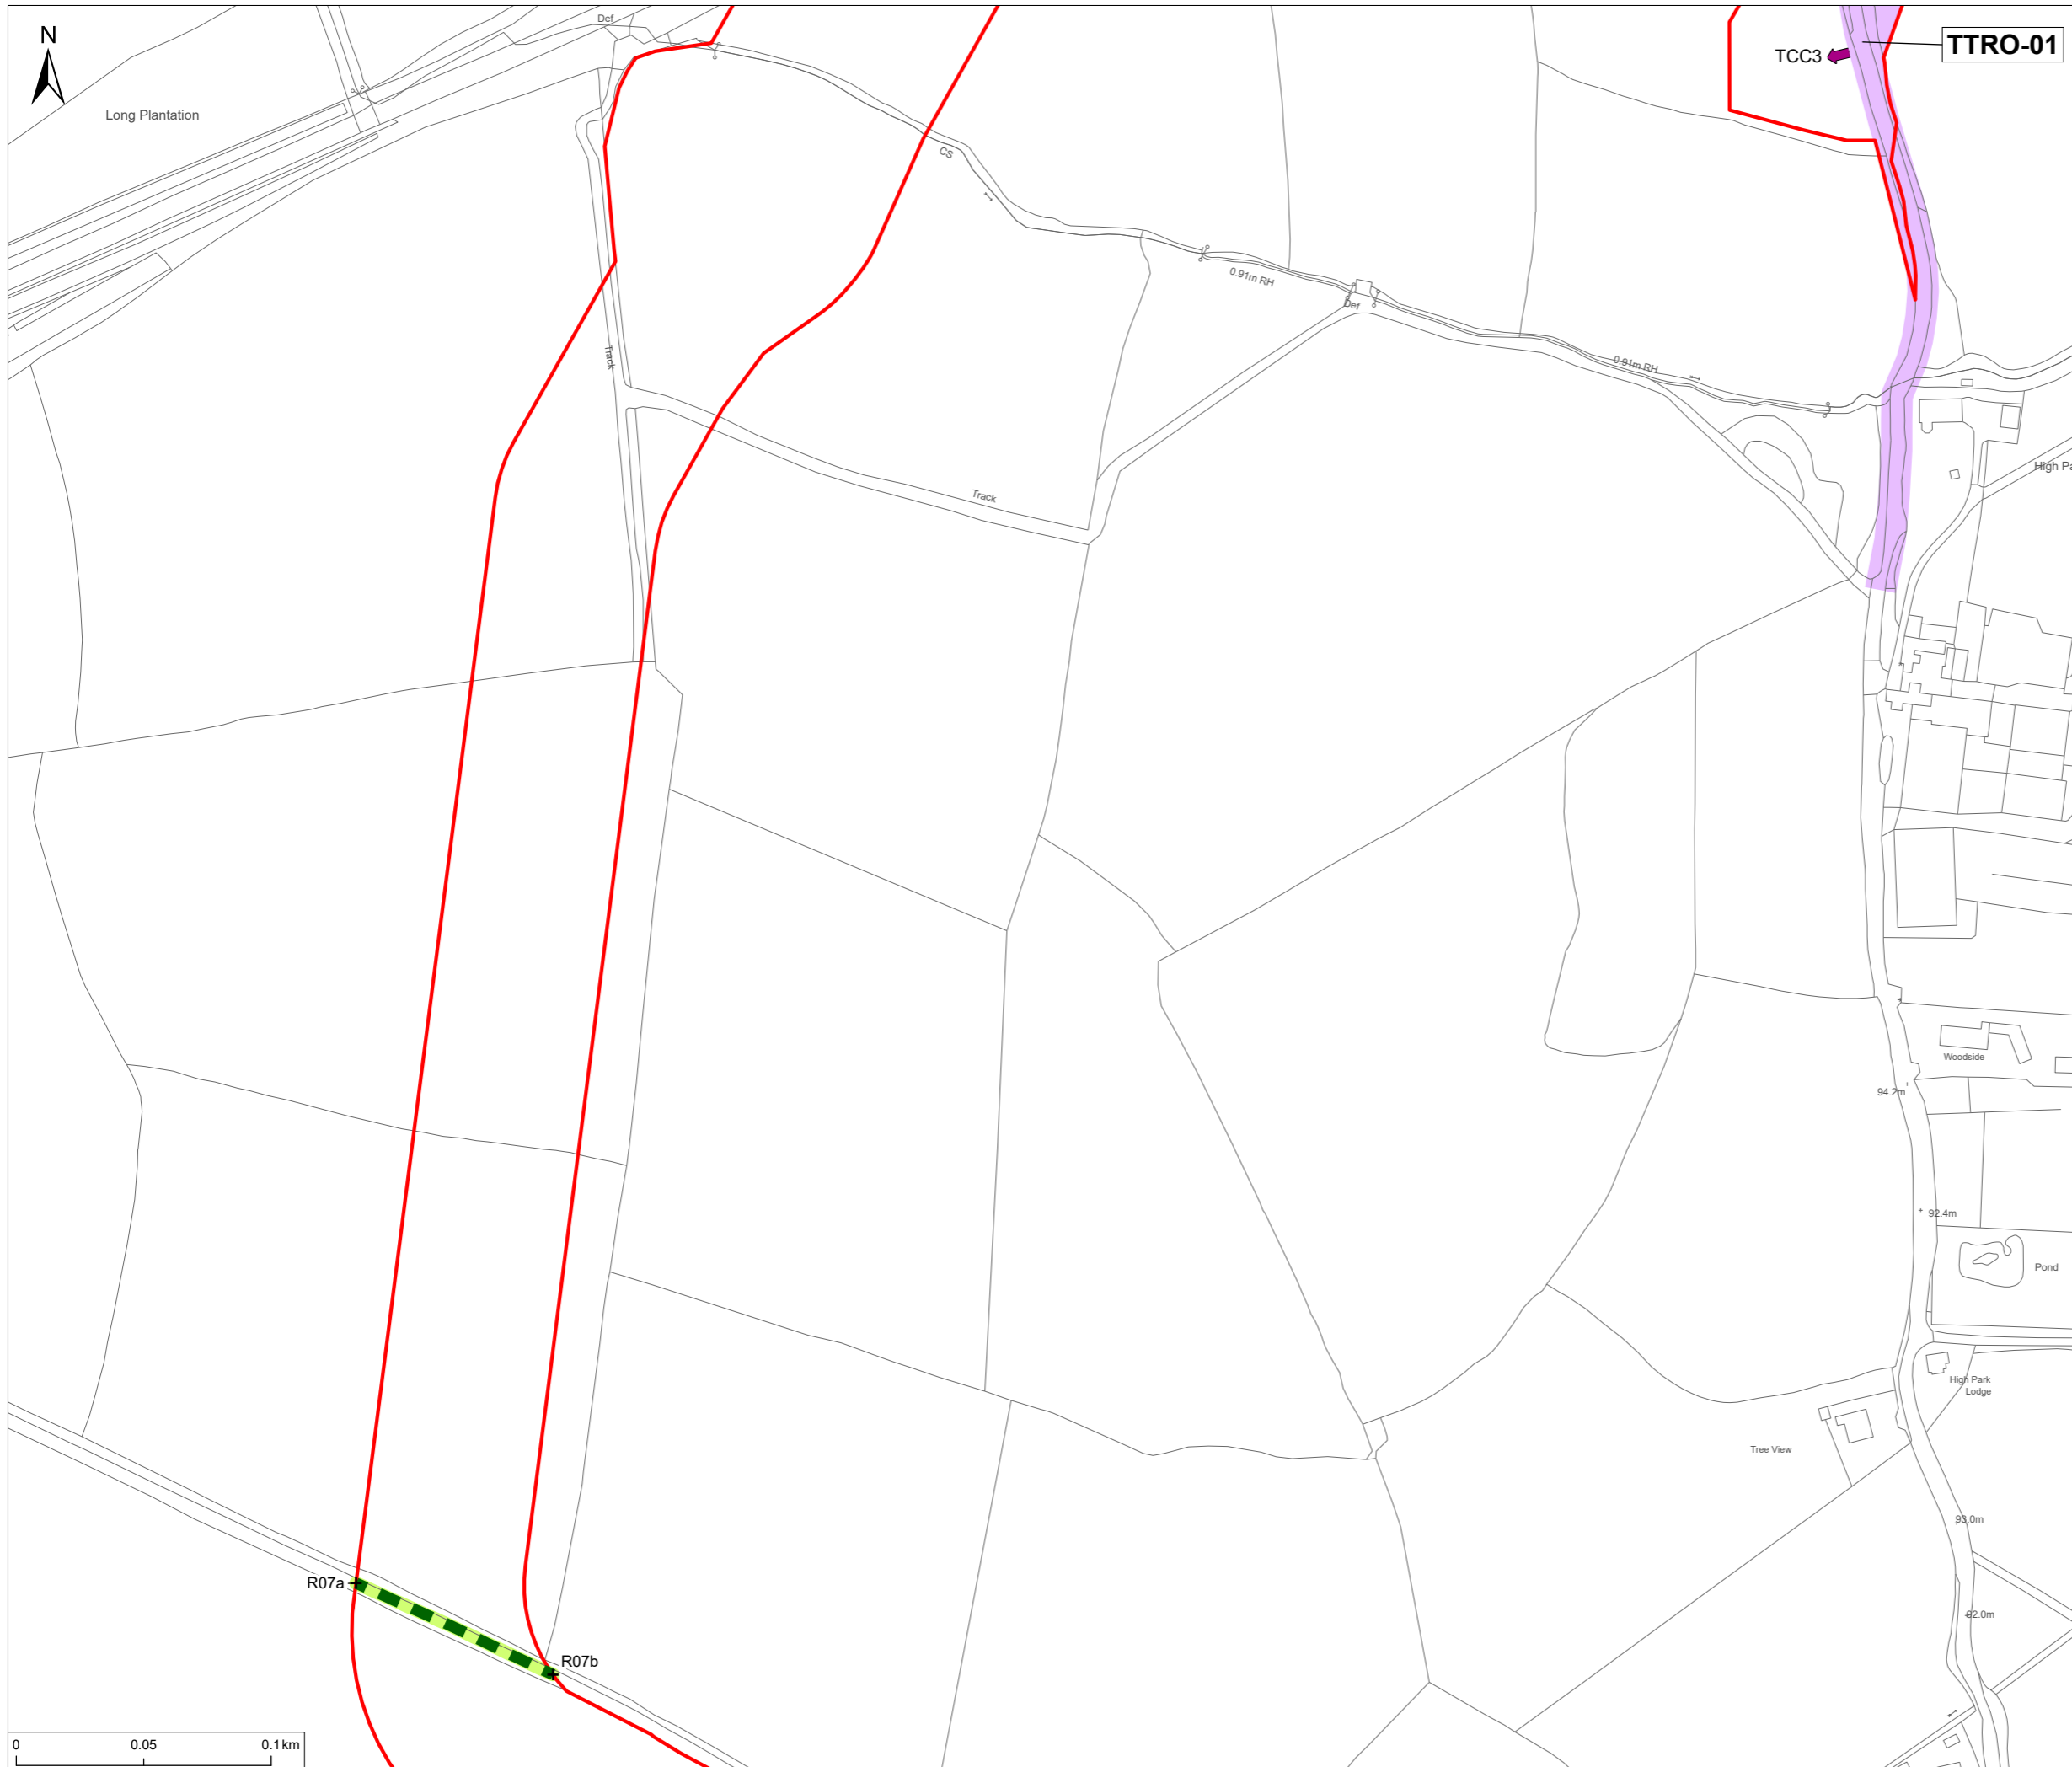 Def
N
TTRO-01
TCC3
Long Plantation
CS
0.91m RH
Def
Track
0.91m RH
High Pa
Track
Woodside
94.2m
92.4m
Pond
High Park
Lodge
Tree View
93.0m
R07a
92.0m
R07b
0 0.05 0.1km